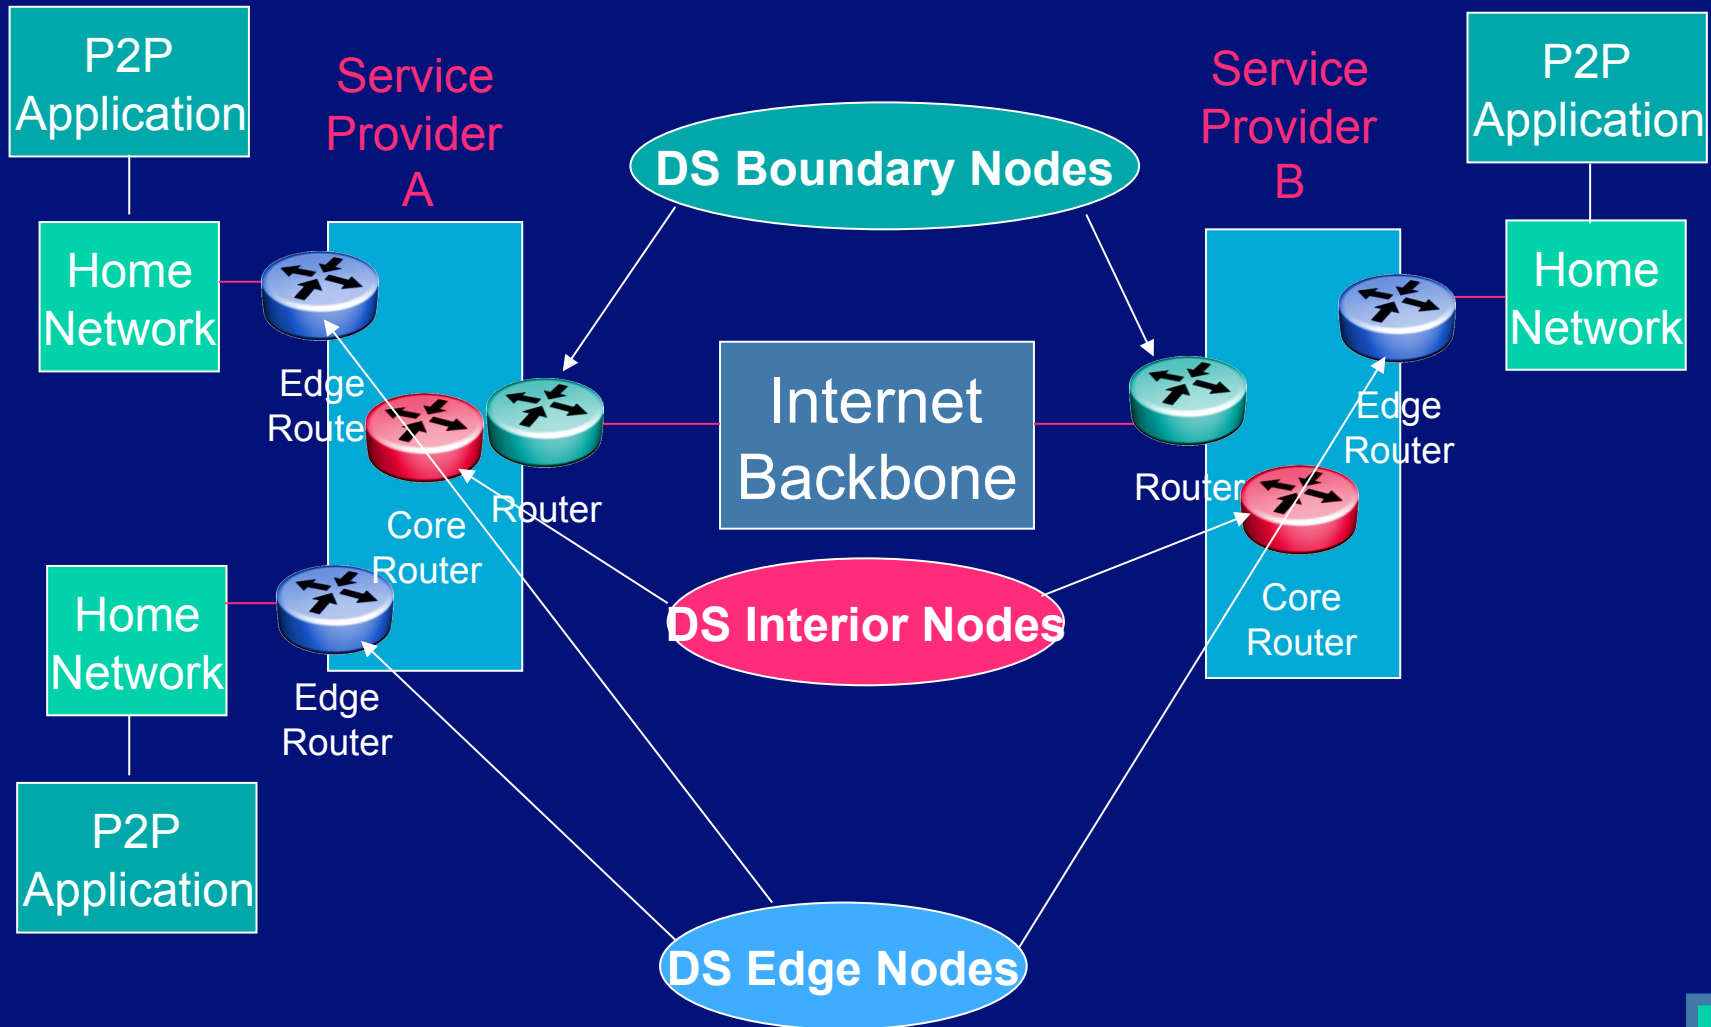 P2P
Application
Service
Provider
A
DS Boundary Nodes
Service
Provider
B
P2P
Application
Home
Network
Home
Network
Edge
Route
Internet
Backbone
Edge
Router
Router
Router
Core
Router
Core
Router
Home
Network
DS Interior Nodes
Edge
Router
P2P
Application
DS Edge Nodes